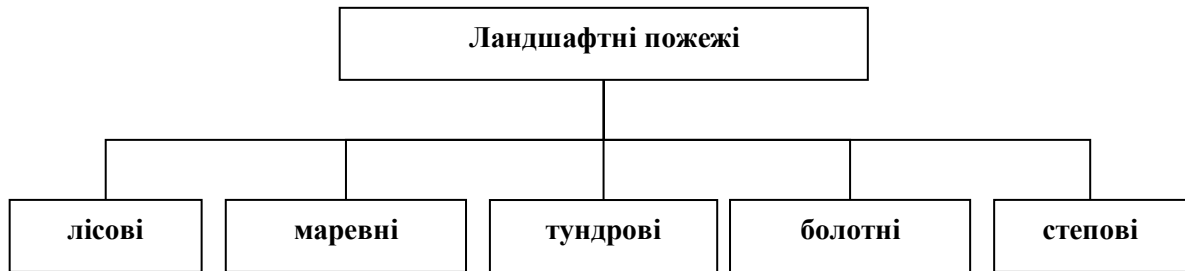 Ландшафтні пожежі
лісові
маревні
тундрові
болотні
степові